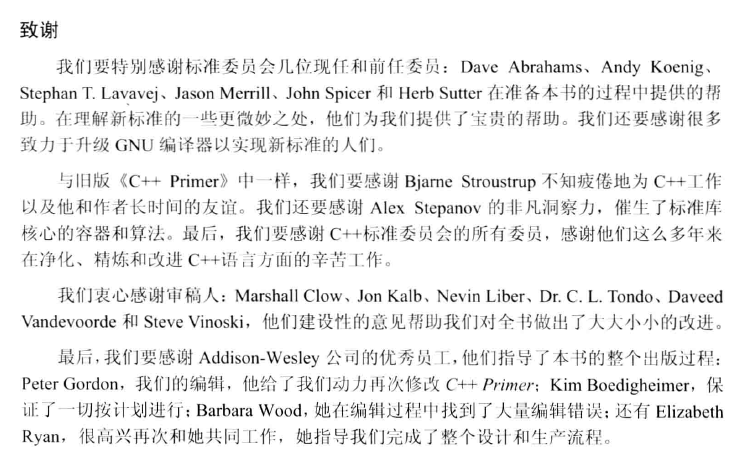 致谢
我们要特别感谢标准委员会几位现任和前任委员：Dave Abrahams、Andy Koenig、
Stephan T. Lavavej、Jason Merrill、John Spicer 和 Herb Sutter 在准备本书的过程中提供的帮
助。在理解新标准的一些更微妙之处，他们为我们提供了宝贵的帮助。我们还要感谢很多
致力于升级 GNU 编译器以实现新标准的人们。
与旧版《C++ Primer》中一样，我们要感谢 Bjarne Stroustrup 不知疲倦地为 C++工作
以及他和作者长时间的友谊。我们还要感谢 Alex Stepanov 的非凡洞察力，催生了标准库
核心的容器和算法。最后，我们要感谢 C++标准委员会的所有委员，感谢他们这么多年来
在净化、精炼和改进 C++语言方面的辛苦工作。
我们衷心感谢审稿人：Marshall Clow、Jon Kalb、Nevin Liber、Dr. C. L. Tondo、Daveed
Vandevoorde 和 Steve Vinoski，他们建设性的意见帮助我们对全书做出了大大小小的改进。
最后，我们要感谢 Addison-Wesley 公司的优秀员工，他们指导了本书的整个出版过程：
Peter Gordon，我们的编辑，他给了我们动力再次修改 C++ Primer；Kim Boedigheimer，保
证了一切按计划进行；Barbara Wood，她在编辑过程中找到了大量编辑错误；还有 Elizabeth
Ryan，很高兴再次和她共同工作，她指导我们完成了整个设计和生产流程。